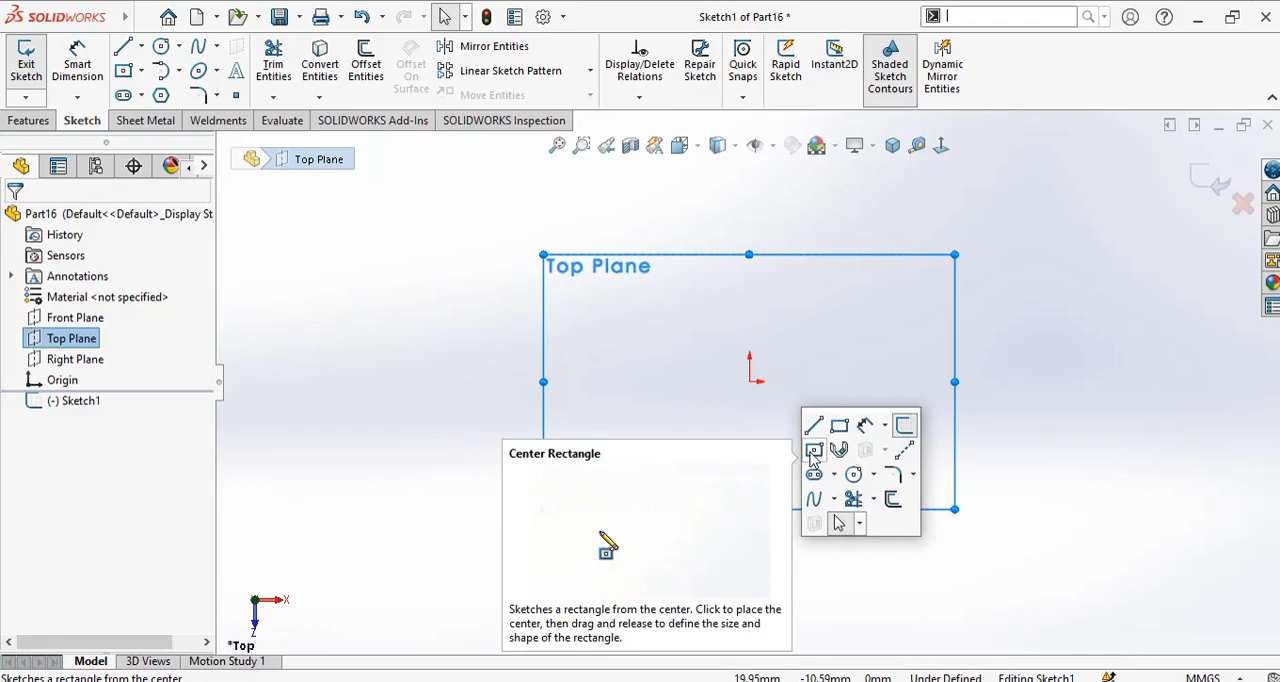 SOLIDWORKS
Sketch1 of Part16 *
Exit Sketch
Smart Dimension
Trim Entities
Convert Entities
Offset Entities
Offset On Surface
Mirror Entities
Linear Sketch Pattern
Move Entities
Display/Delete Relations
Repair Sketch
Quick Snaps
Rapid Sketch
Instant2D
Shaded Sketch Contours
Dynamic Mirror Entities
Features
Sketch
Sheet Metal
Weldments
Evaluate
SOLIDWORKS Add-Ins
SOLIDWORKS Inspection
Top Plane
Part16 (Default<<Default>_Display St
History
Sensors
Annotations
Material <not specified>
Front Plane
Top Plane
Right Plane
Origin
(-) Sketch1
Top Plane
Center Rectangle
Sketches a rectangle from the center. Click to place the
center, then drag and release to define the size and
shape of the rectangle.
X
Z
*Top
Model
3D Views
Motion Study 1
Sketches a rectangle from the center
19.95mm
-10.59mm
0mm
Under Defined
Editing Sketch1
MMGS